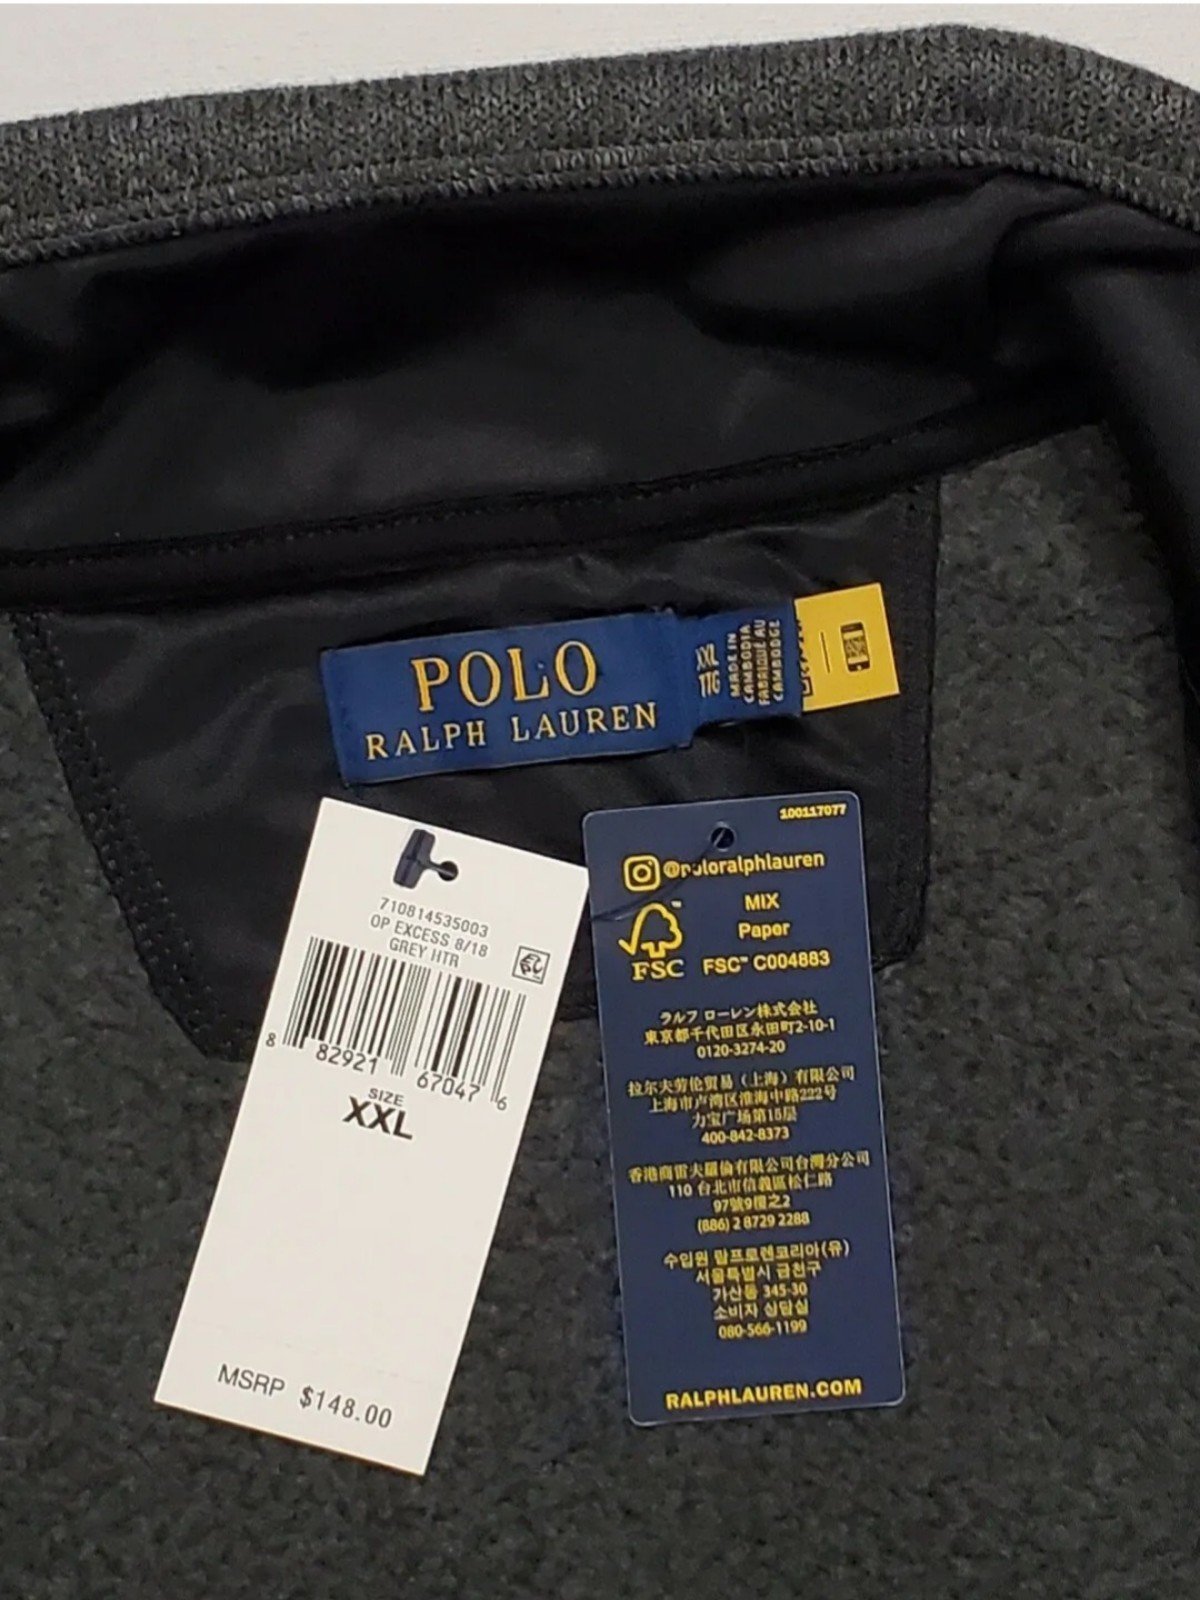 POLO
RALPH LAUREN
XXL
TTG
MADE IN
CAMBODIA
FABRIQUÉ AU
CAMBODGE
710814535003
OP EXCESS 8/18
GREY HTR
8 82921 67047 6
SIZE
XXL
MSRP $148.00
100117077
@poloralphlauren
FSC
MIX
Paper
FSC™ C004883
ラルフ ローレン株式会社
東京都千代田区永田町2-10-1
0120-3274-20
拉尔夫劳伦贸易（上海）有限公司
上海市卢湾区淮海中路222号
力宝广场第15层
400-842-8373
香港商雷夫羅倫有限公司台灣分公司
110 台北市信義區松仁路
97號9樓之2
(886) 2 8729 2288
수입원 랄프로렌코리아(유)
서울특별시 금천구
가산동 345-30
소비자 상담실
080-566-1199
RALPHLAUREN.COM